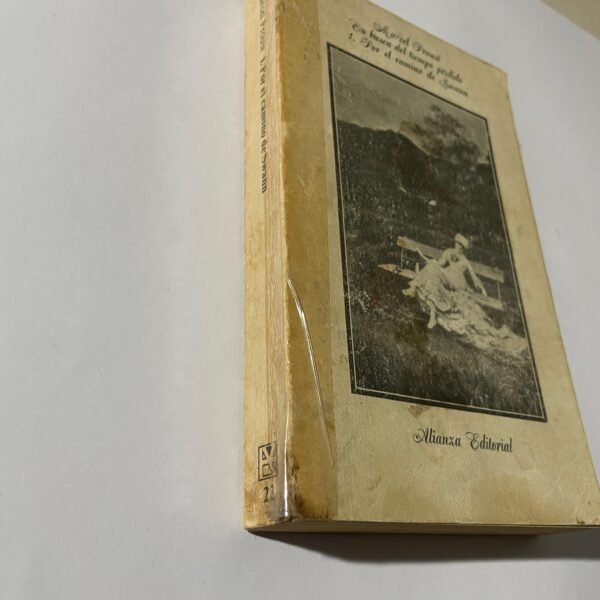 Marcel Proust
En busca del tiempo perdido
1. Por el camino de Swann
Alianza Editorial
1 Por el camino de Swann